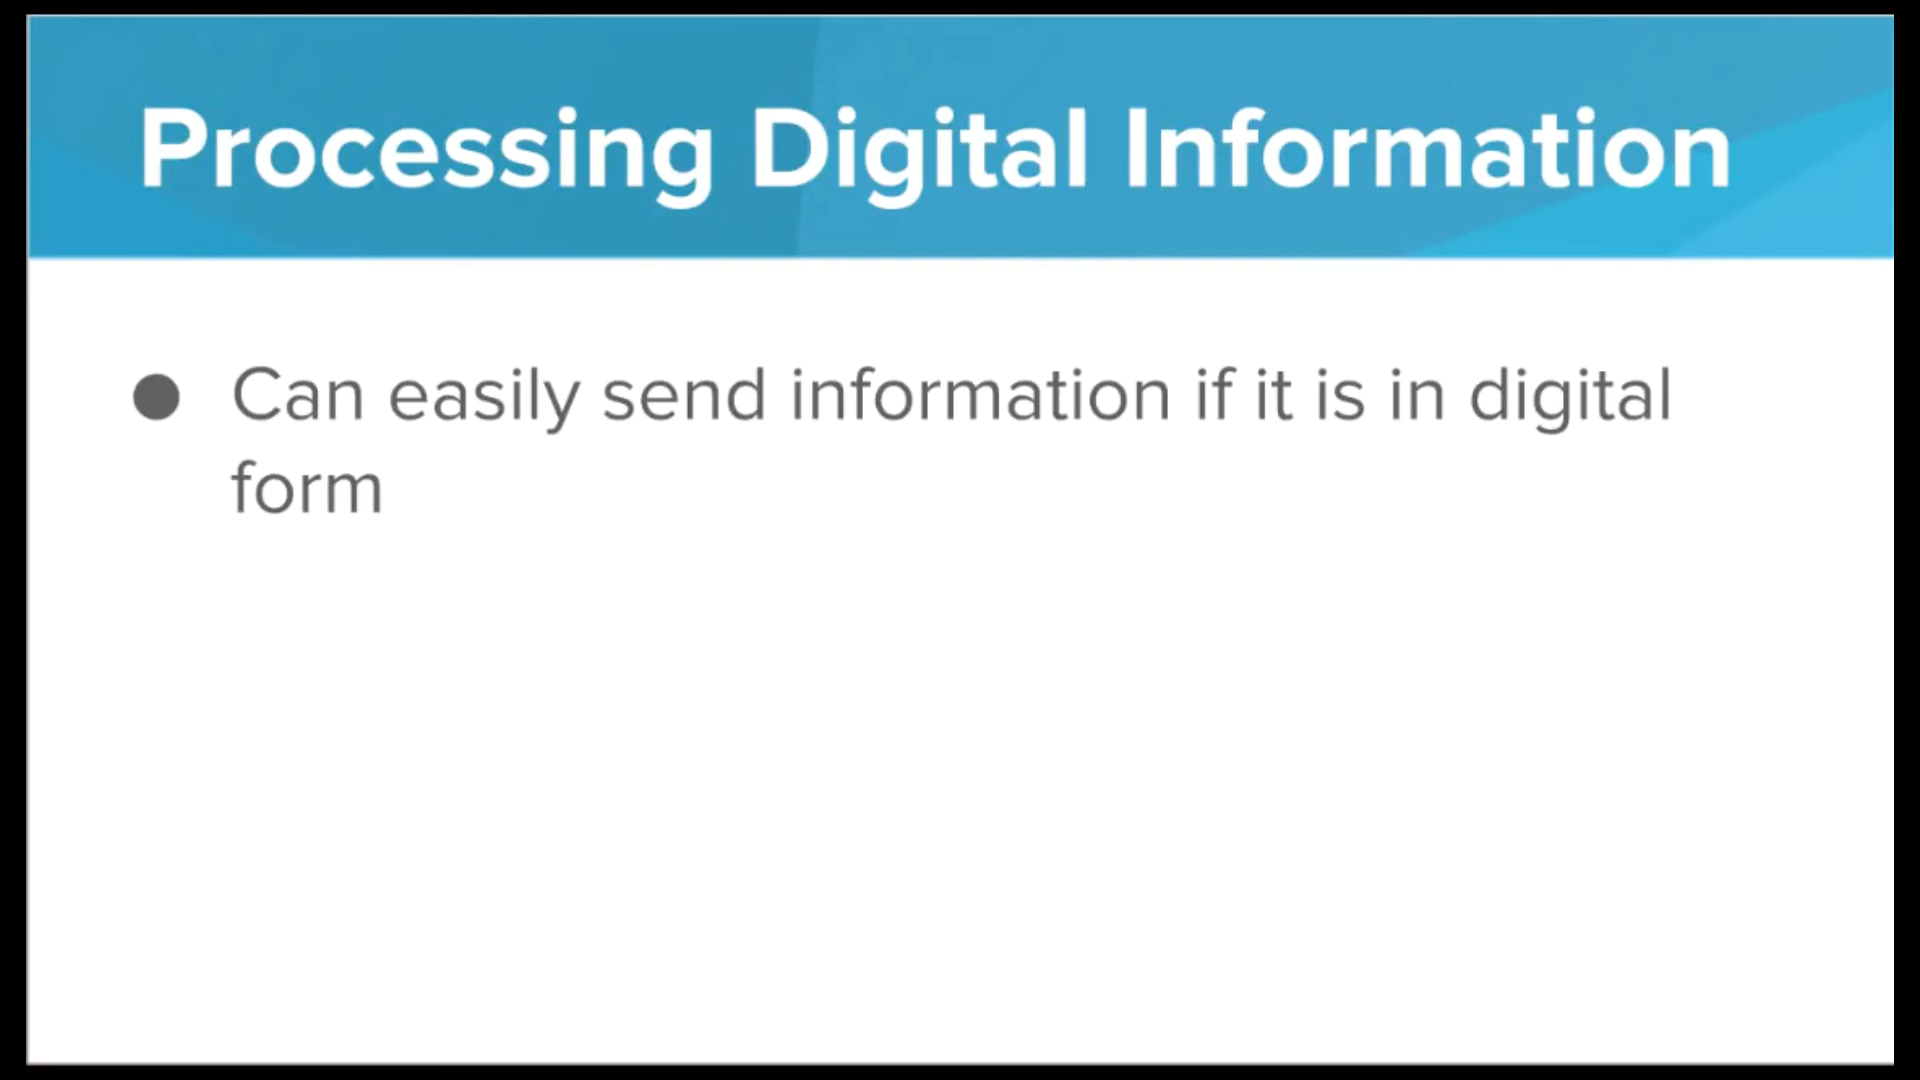 Processing Digital Information
● Can easily send information if it is in digital
form